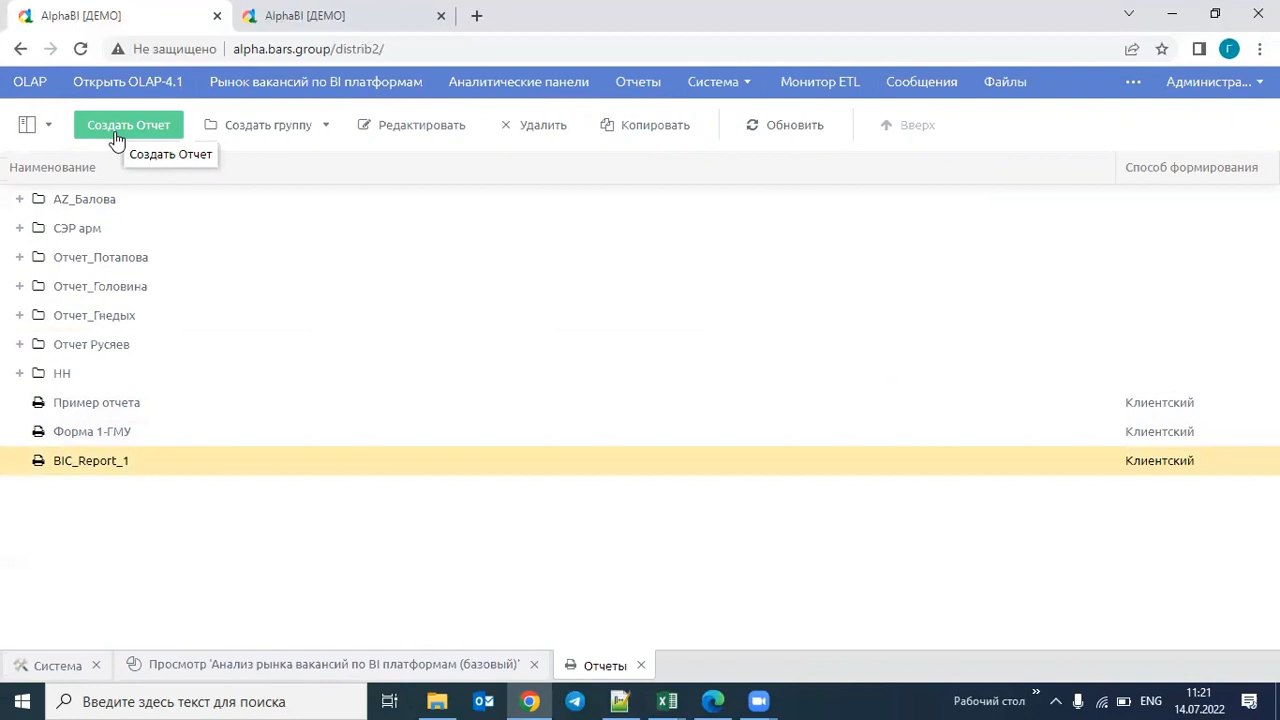 AlphaBI [ДЕМО]
AlphaBI [ДЕМО]
Не защищено
alpha.bars.group/distrib2/
Г
OLAP
Открыть OLAP-4.1
Рынок вакансий по BI платформам
Аналитические панели
Отчеты
Система
Монитор ETL
Сообщения
Файлы
Администра...
Создать Отчет
Создать группу
Редактировать
Удалить
Копировать
Обновить
Вверх
Создать Отчет
Наименование
Способ формирования
AZ_Балова
СЭР арм
Отчет_Потапова
Отчет_Головина
Отчет_Гнедых
Отчет Русяев
НН
Пример отчета
Клиентский
Форма 1-ГМУ
Клиентский
BIC_Report_1
Клиентский
Система
Просмотр 'Анализ рынка вакансий по BI платформам (базовый)'
Отчеты
Введите здесь текст для поиска
Рабочий стол
ENG
11:21
14.07.2022